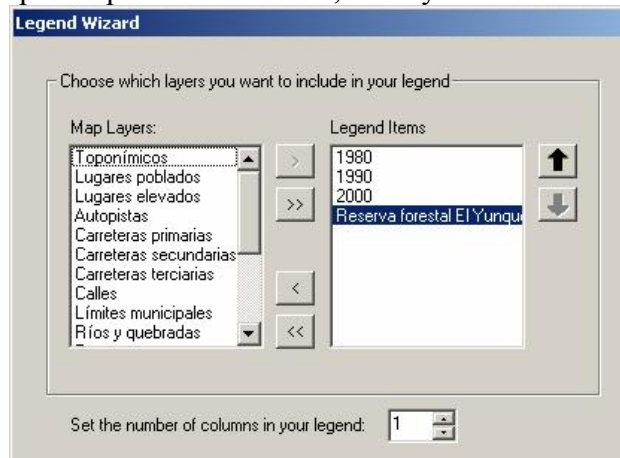 Legend Wizard
Choose which layers you want to include in your legend
Map Layers:
Toponímicos
Lugares poblados
Lugares elevados
Autopistas
Carreteras primarias
Carreteras secundarias
Carreteras terciarias
Calles
Límites municipales
Ríos y quebradas
>
>>
<
<<
Legend Items
1980
1990
2000
Reserva forestal El Yunqu
Set the number of columns in your legend: 1